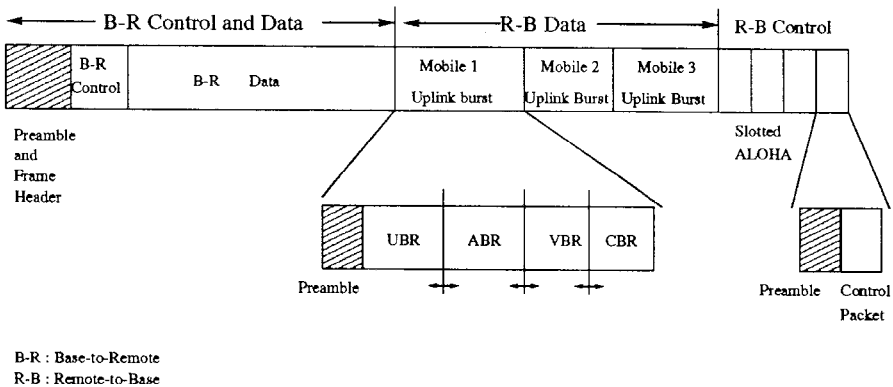 B-R Control and Data
R-B Data
R-B Control
B-R
Control
B-R Data
Mobile 1
Uplink burst
Mobile 2
Uplink Burst
Mobile 3
Uplink Burst
Preamble
and
Frame
Header
Slotted
ALOHA
UBR
ABR
VBR
CBR
Preamble
Preamble
Control
Packet
B-R : Base-to-Remote
R-B : Remote-to-Base